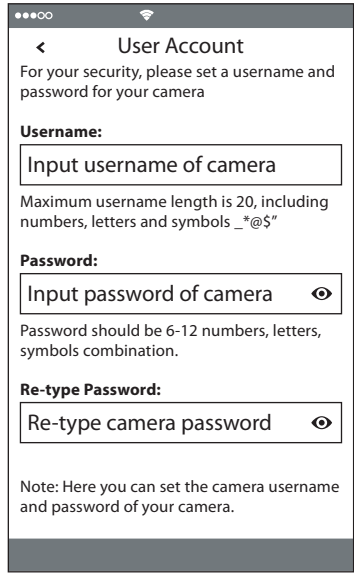 User Account
For your security, please set a username and
password for your camera
Username:
Input username of camera
Maximum username length is 20, including
numbers, letters and symbols _*@$"
Password:
Input password of camera
Password should be 6-12 numbers, letters,
symbols combination.
Re-type Password:
Re-type camera password
Note: Here you can set the camera username
and password of your camera.